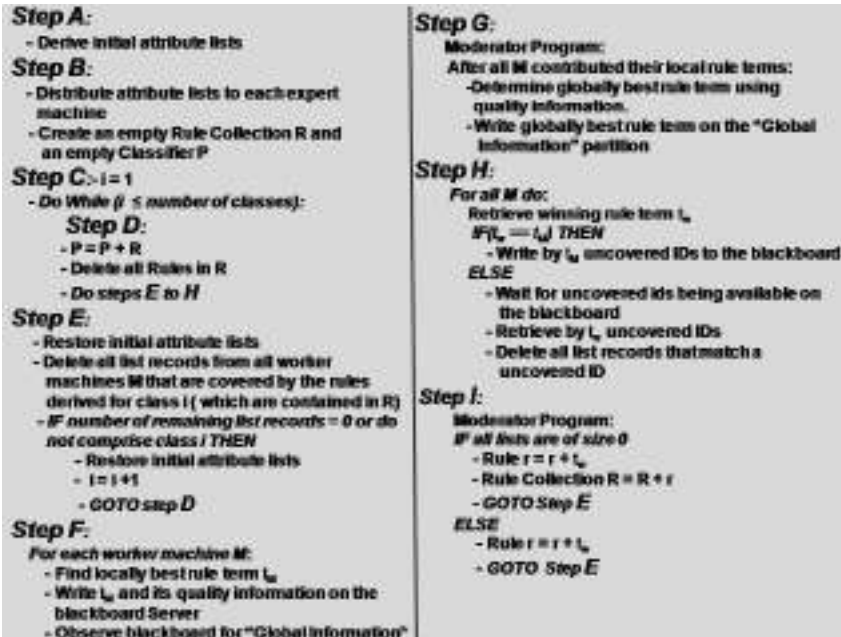 Step A:
- Derive initial attribute lists
Step B:
- Distribute attribute lists to each expert
machine
- Create an empty Rule Collection R and
an empty Classifier P
Step C:- i = 1
- Do While (i ≤ number of classes):
Step D:
- P = P + R
- Delete all Rules in R
- Do steps E to H
Step E:
- Restore initial attribute lists
- Delete all list records from all worker
machines M that are covered by the rules
derived for class i ( which are contained in R)
- IF number of remaining list records = 0 or do
not comprise class i THEN
- Restore initial attribute lists
- i = i +1
- GOTO step D
Step F:
For each worker machine M:
- Find locally best rule term tM
- Write tM and its quality information on the
blackboard Server
- Observe blackboard for "Global Information"
Step G:
Moderator Program:
After all M contributed their local rule terms:
-Determine globally best rule term using
quality information.
-Write globally best rule term on the "Global
Information" partition
Step H:
For all M do:
Retrieve winning rule term tw
IF(tw == tM) THEN
- Write by tM uncovered IDs to the blackboard
ELSE
- Wait for uncovered ids being available on
the blackboard
- Retrieve by tw uncovered IDs
- Delete all list records that match a
uncovered ID
Step İ:
Moderator Program:
IF all lists are of size 0
- Rule r = r + tw
- Rule Collection R = R + r
- GOTO Step E
ELSE
- Rule r = r + tw
- GOTO Step E